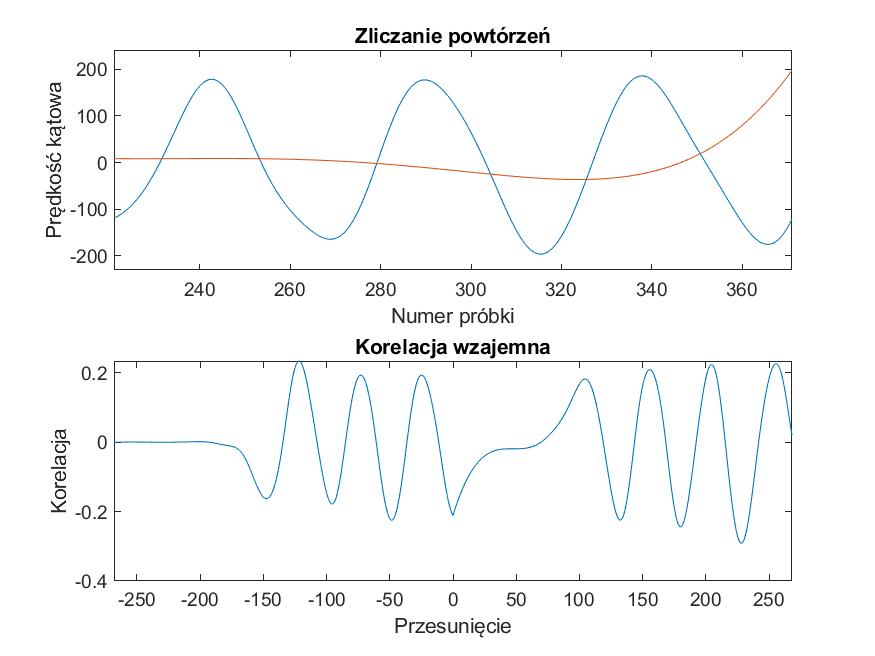 Zliczanie powtórzeń
Prędkość kątowa
200
100
0
-100
-200
240 260 280 300 320 340 360
Numer próbki
Korelacja wzajemna
Korelacja
0.2
0
-0.2
-0.4
-250 -200 -150 -100 -50 0 50 100 150 200 250
Przesunięcie